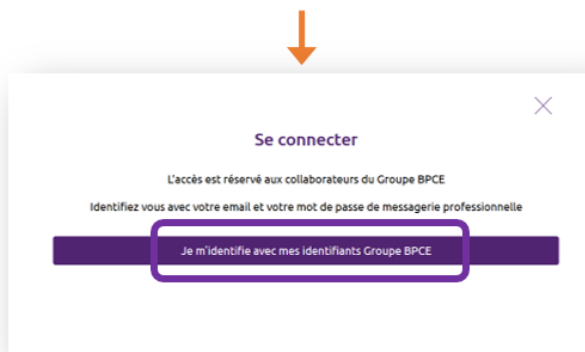 Se connecter
L'accès est réservé aux collaborateurs du Groupe BPCE
Identifiez vous avec votre email et votre mot de passe de messagerie professionnelle
Je m'identifie avec mes identifiants Groupe BPCE